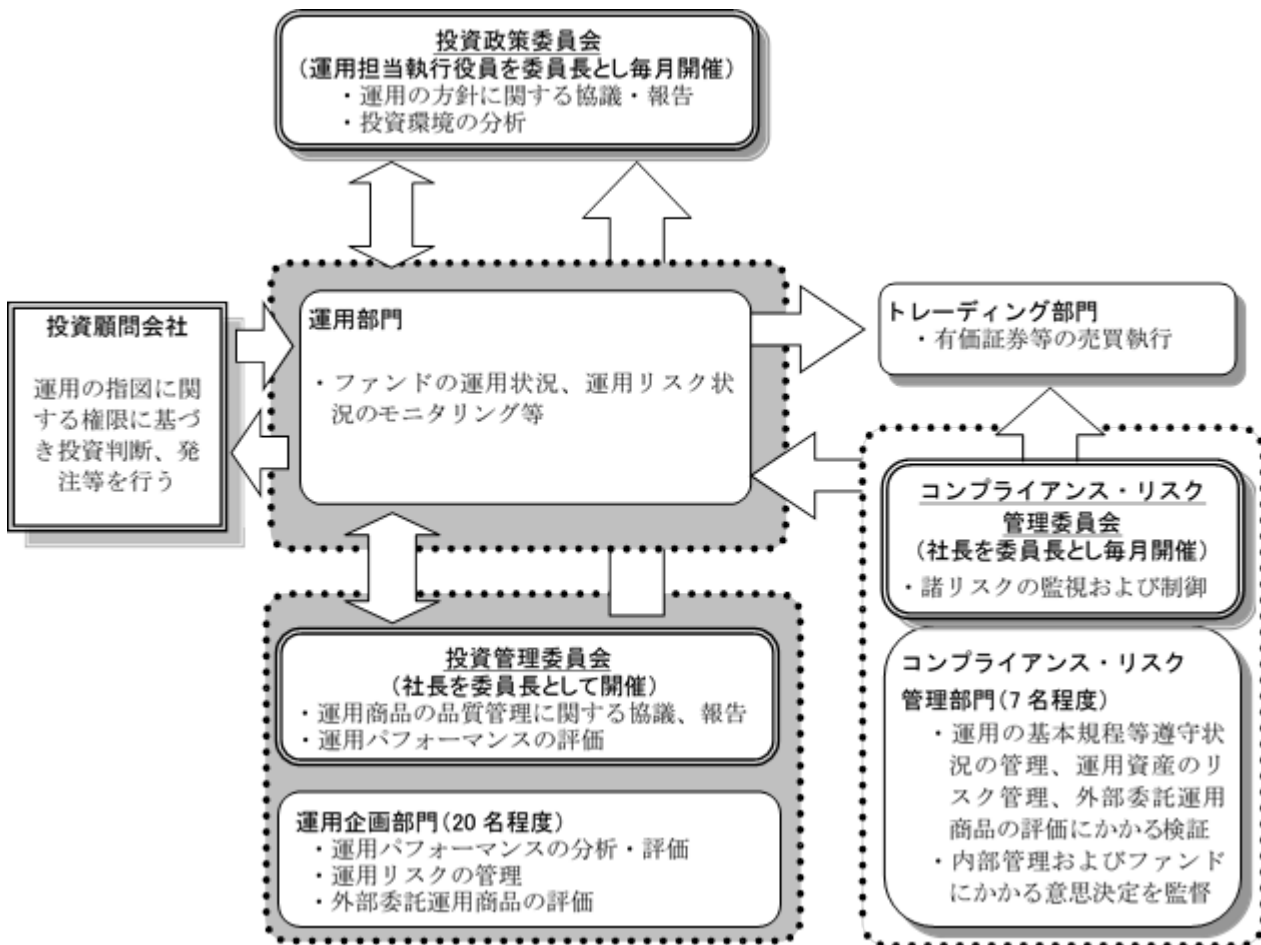 投資政策委員会
(運用担当執行役員を委員長とし毎月開催)
・運用の方針に関する協議・報告
・投資環境の分析
投資顧問会社
運用の指図に関
する権限に基づ
き投資判断、発
注等を行う
運用部門
・ファンドの運用状況、運用リスク状
況のモニタリング等
トレーディング部門
・有価証券等の売買執行
コンプライアンス・リスク
管理委員会
(社長を委員長とし毎月開催)
・諸リスクの監視および制御
コンプライアンス・リスク
管理部門(7名程度)
・運用の基本規程等遵守状
況の管理、運用資産のリ
スク管理、外部委託運用
商品の評価にかかる検証
・内部管理およびファンド
にかかる意思決定を監督
投資管理委員会
(社長を委員長として開催)
・運用商品の品質管理に関する協議、報告
・運用パフォーマンスの評価
運用企画部門(20名程度)
・運用パフォーマンスの分析・評価
・運用リスクの管理
・外部委託運用商品の評価